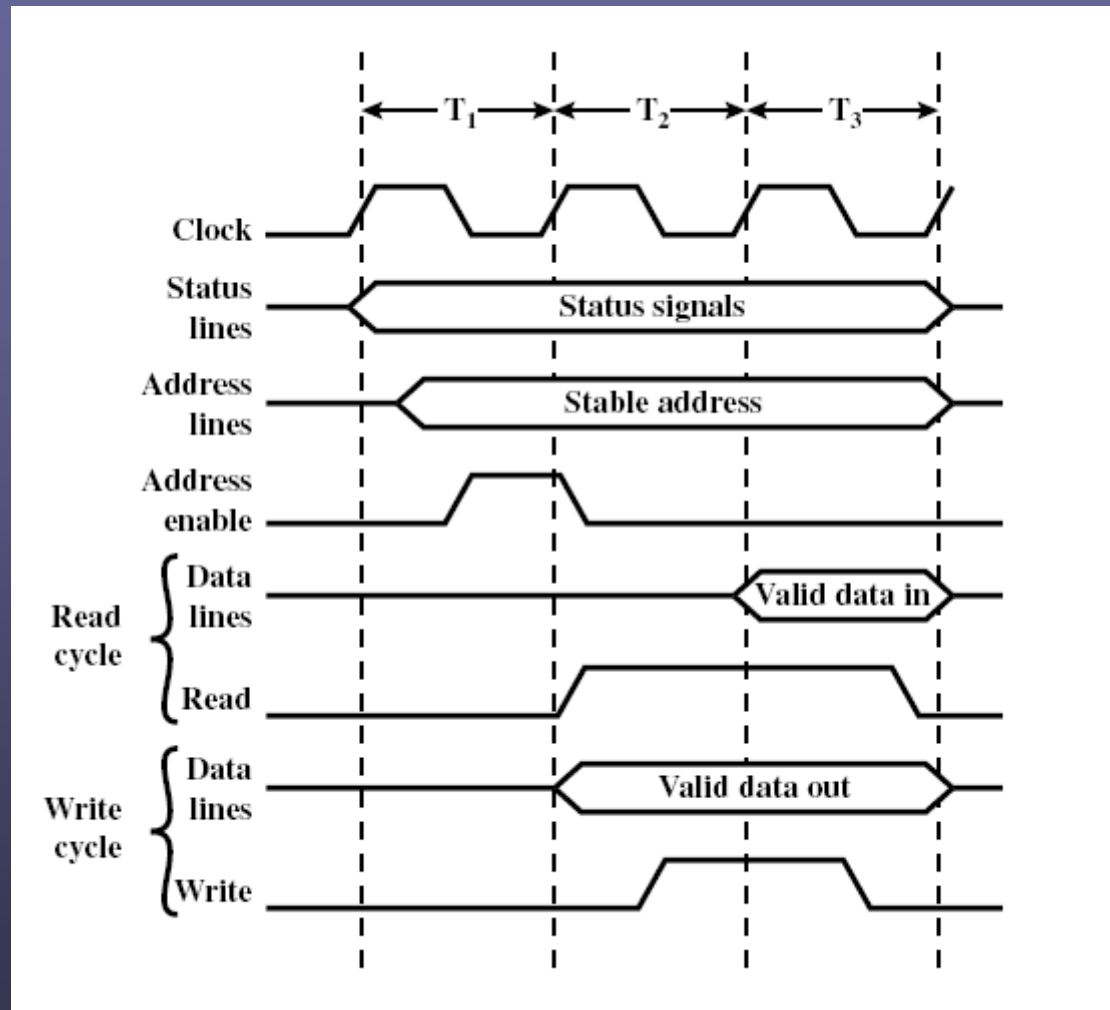 T1 T2 T3
Clock
Status
lines
Status signals
Address
lines
Stable address
Address
enable
Read
cycle
Data
lines
Valid data in
Read
Write
cycle
Data
lines
Valid data out
Write